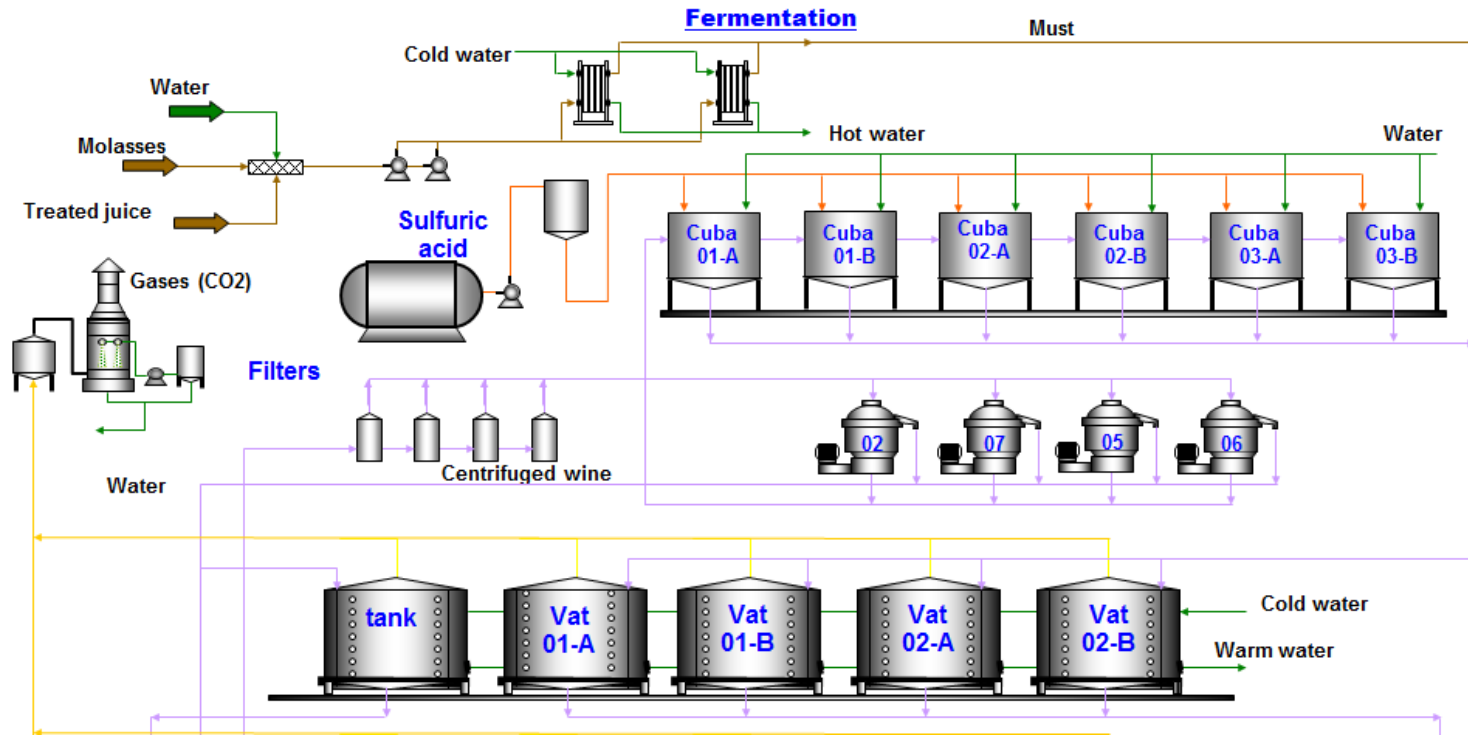 Fermentation
Must
Cold water
Water
Hot water
Water
Molasses
Treated juice
Sulfuric
acid
Cuba
01-A
Cuba
01-B
Cuba
02-A
Cuba
02-B
Cuba
03-A
Cuba
03-B
Gases (CO2)
Filters
02
07
05
06
Centrifuged wine
Water
tank
Vat
01-A
Vat
01-B
Vat
02-A
Vat
02-B
Cold water
Warm water